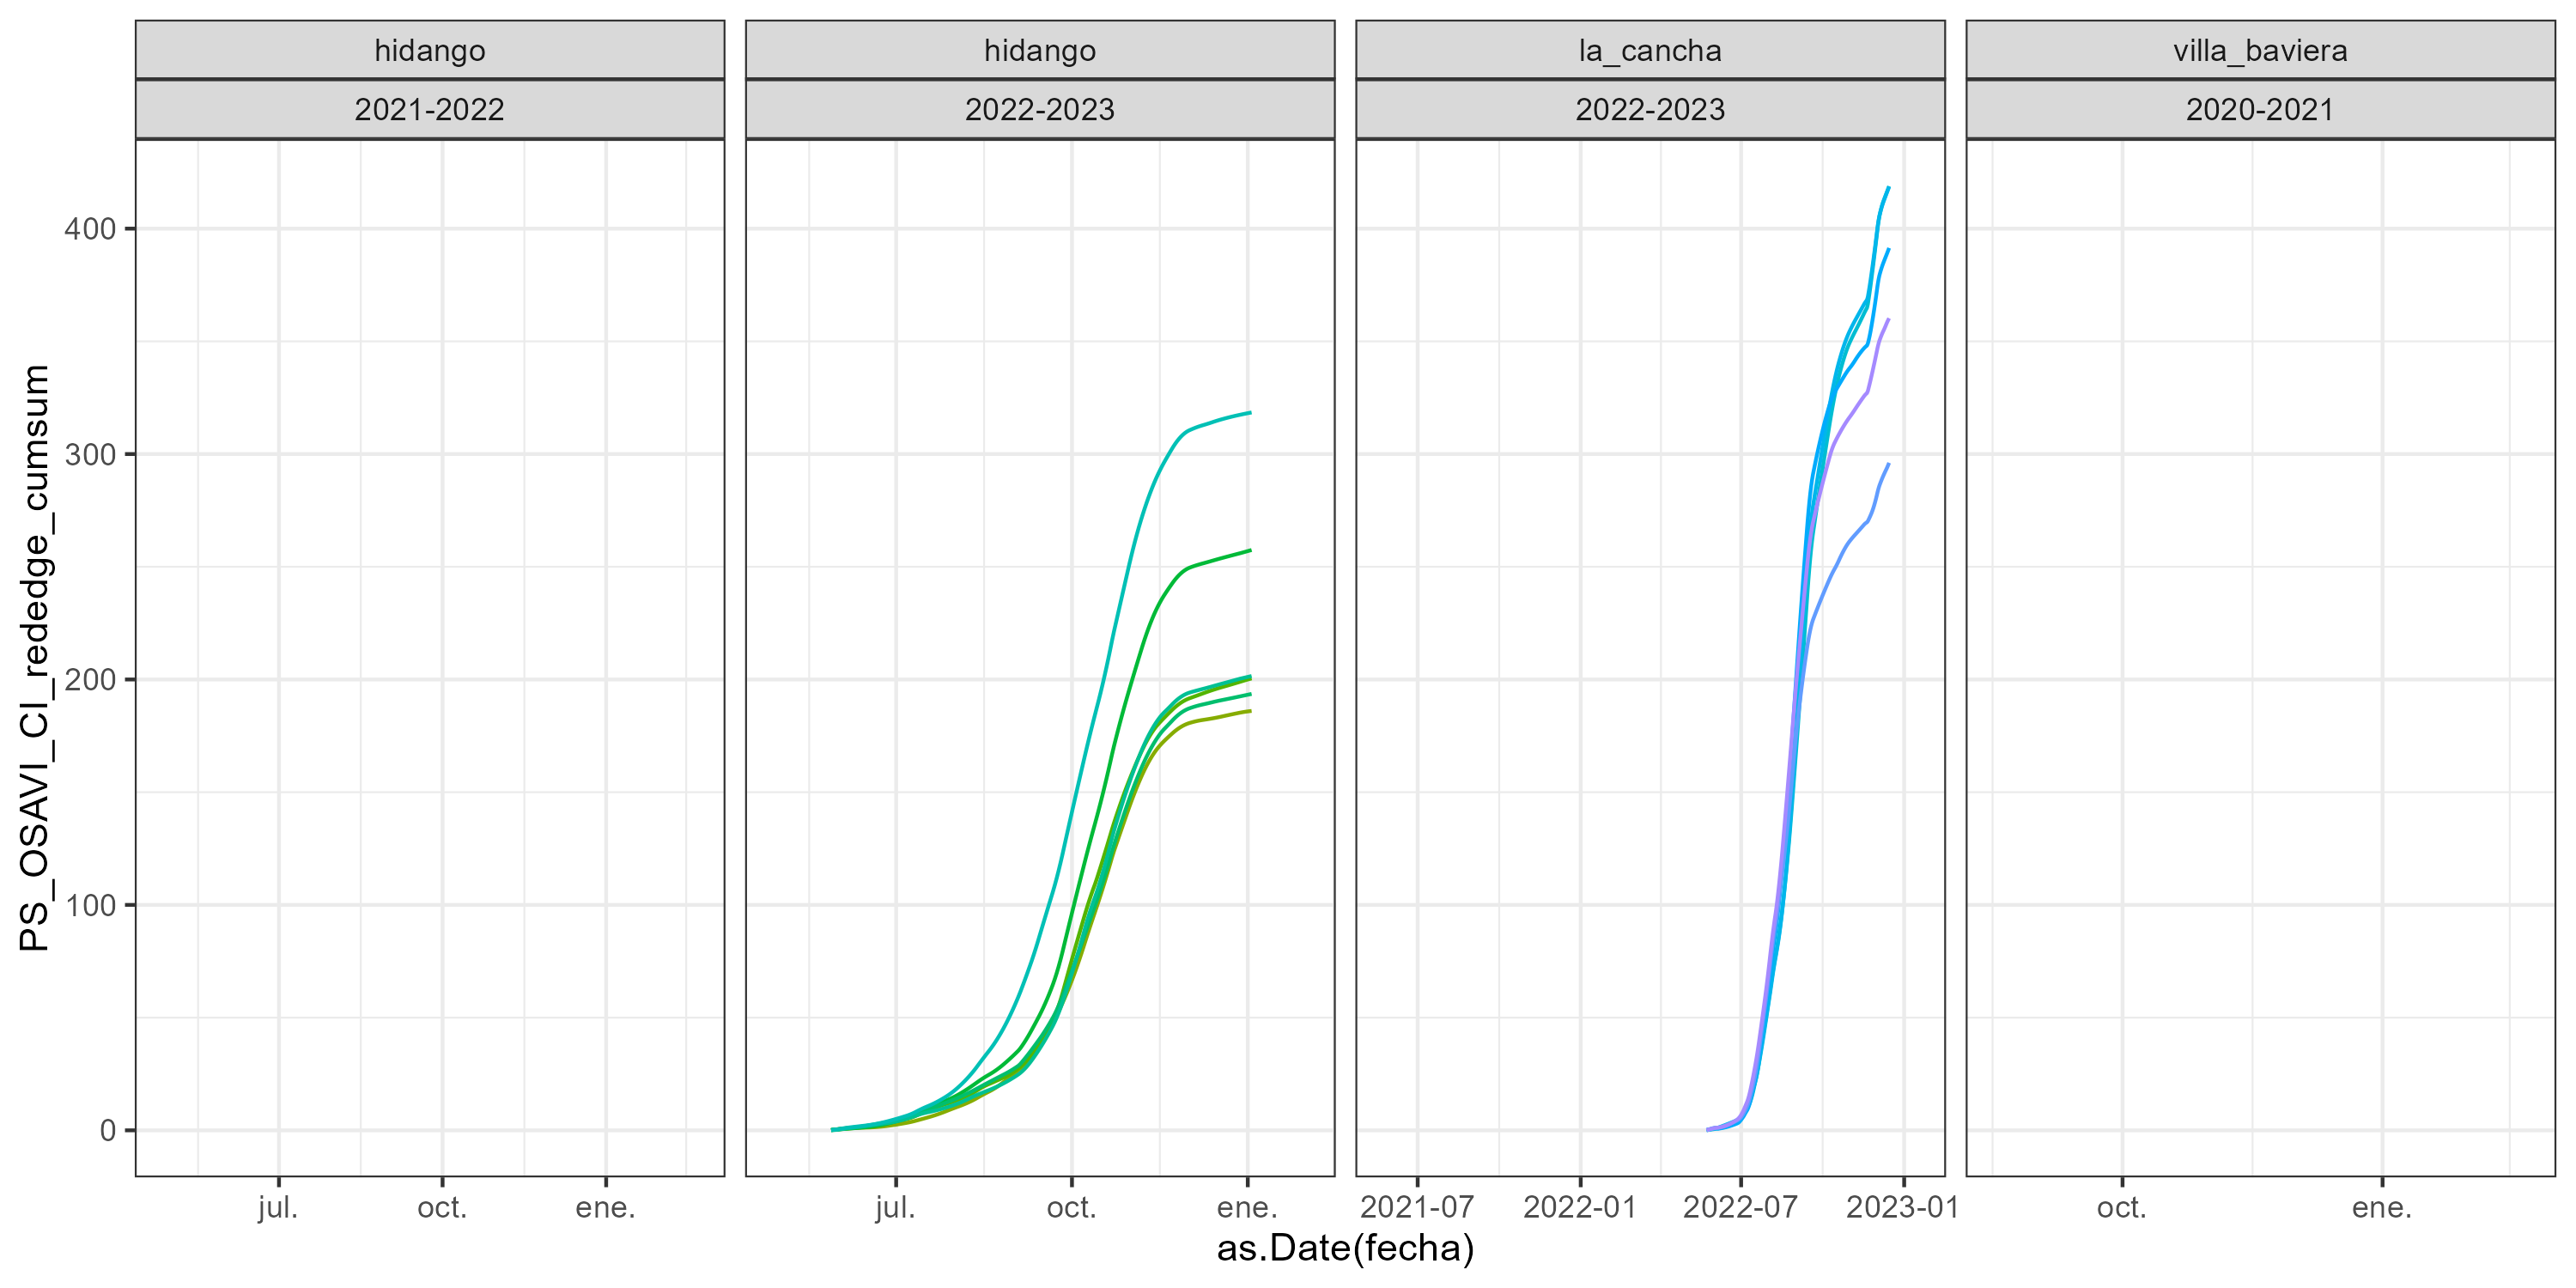 hidango
hidango
la_cancha
villa_baviera
2021-2022
2022-2023
2022-2023
2020-2021
PS_OSAVI_CI_rededge_cumsum
400
300
200
100
0
jul.
oct.
ene.
jul.
oct.
ene.
2021-07
2022-01
2022-07
2023-01
oct.
ene.
as.Date(fecha)